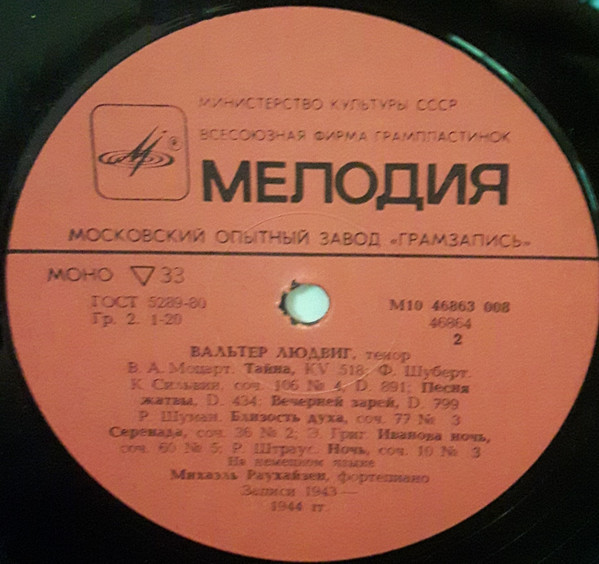 МИНИСТЕРСТВО КУЛЬТУРЫ СССР
ВСЕСОЮЗНАЯ ФИРМА ГРАМПЛАСТИНОК
®
МЕЛОДИЯ
МОСКОВСКИЙ ОПЫТНЫЙ ЗАВОД «ГРАМЗАПИСЬ»
МОНО ▽ 33
ГОСТ 5289-80
Гр. 2. 1-20
М10 46863 008
46864
2
ВАЛЬТЕР ЛЮДВИГ, тенор
В. А. Моцарт. Тайна, KV 518; Ф. Шуберт.
К Сильвии, соч. 106 № 4, D. 891; Песня
жатвы, D. 434; Вечерней зарей, D. 799
Р. Шуман. Близость духа, соч. 77 № 3
Серенада, соч. 36 № 2; Э. Григ. Иванова ночь,
соч. 60 № 5; Р. Штраус. Ночь, соч. 10 № 3
На немецком языке
Михаэль Раухайзен, фортепиано
Записи 1943—
1944 гг.